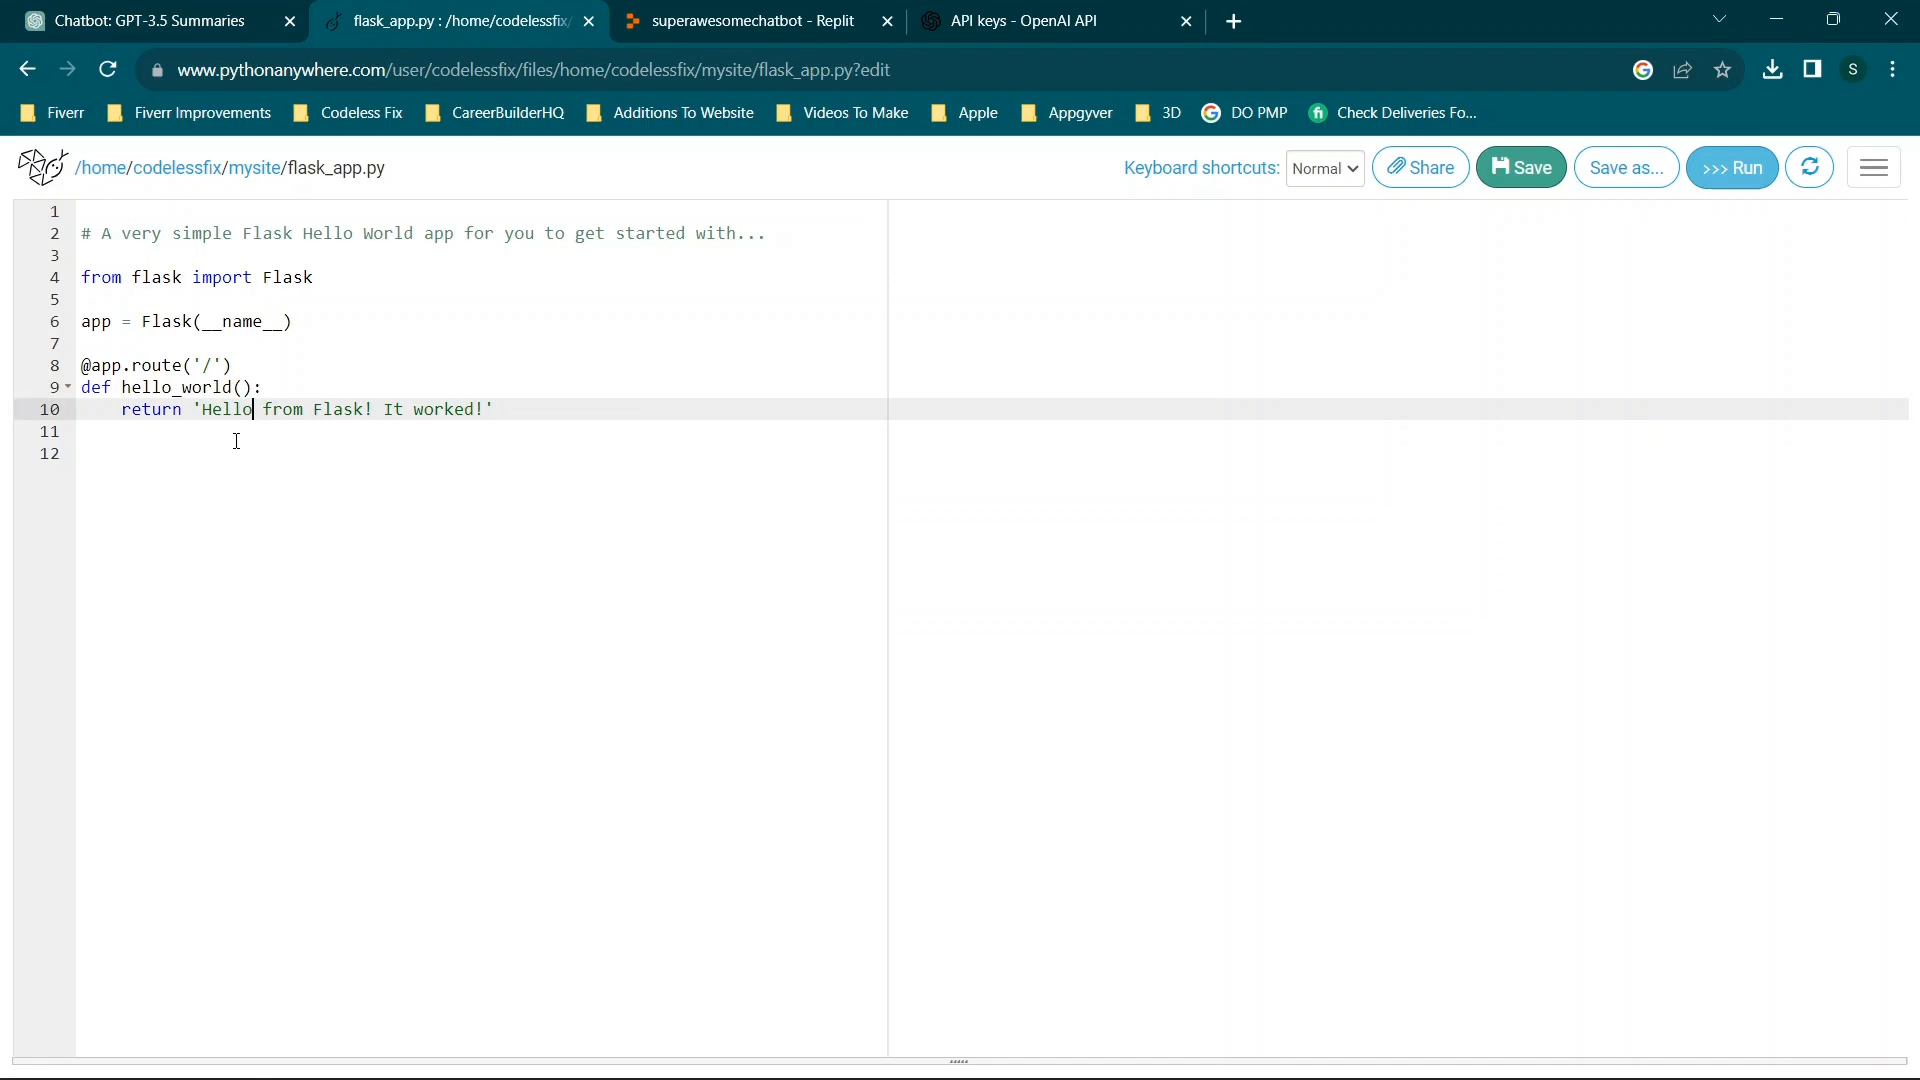 Chatbot: GPT-3.5 Summaries
flask_app.py : /home/codelessfix/
superawesomechatbot - Replit
API keys - OpenAI API
www.pythonanywhere.com/user/codelessfix/files/home/codelessfix/mysite/flask_app.py?edit
S
Fiverr
Fiverr Improvements
Codeless Fix
CareerBuilderHQ
Additions To Website
Videos To Make
Apple
Appgyver
3D
DO PMP
Check Deliveries Fo...
/home/codelessfix/mysite/flask_app.py
Keyboard shortcuts:
Normal
Share
Save
Save as...
>>> Run
1
2 # A very simple Flask Hello World app for you to get started with...
3
4 from flask import Flask
5
6 app = Flask(__name__)
7
8 @app.route('/')
9 def hello_world():
10 return 'Hello from Flask! It worked!'
11
12